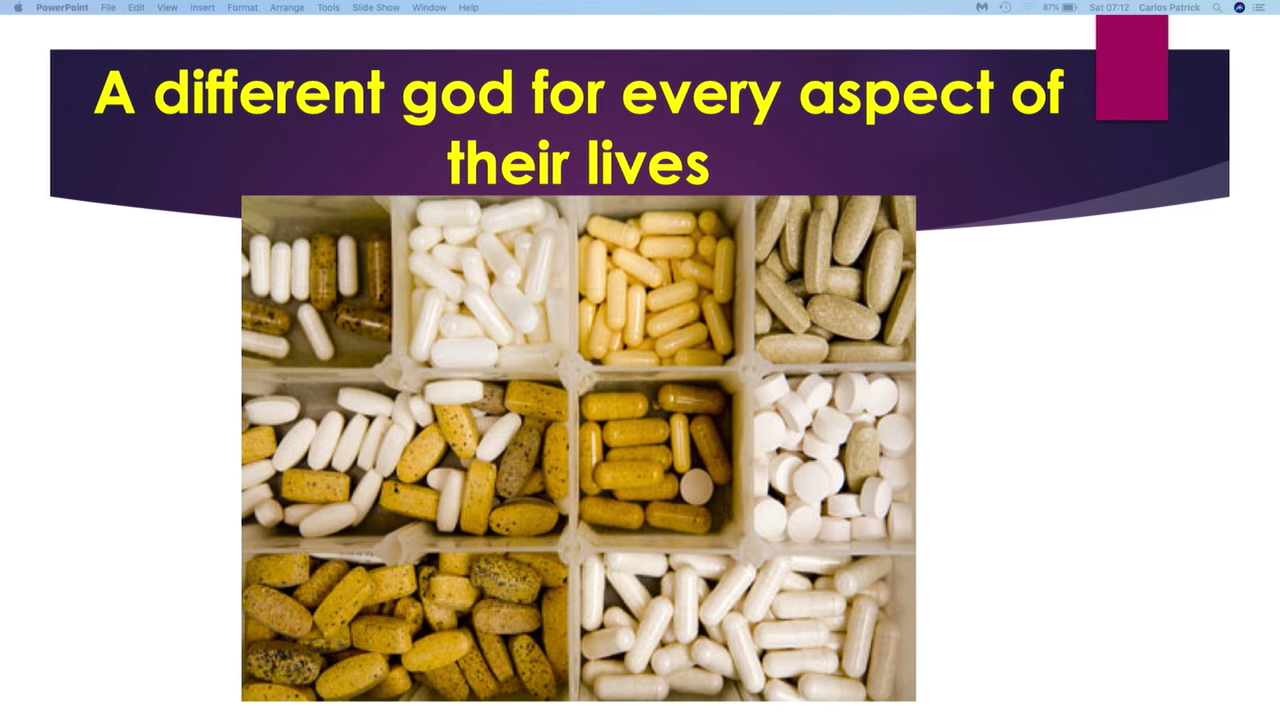 PowerPoint File Edit View Insert Format Arrange Tools Slide Show Window Help 87% Sat 07:12 Carlos Patrick
A different god for every aspect of
their lives